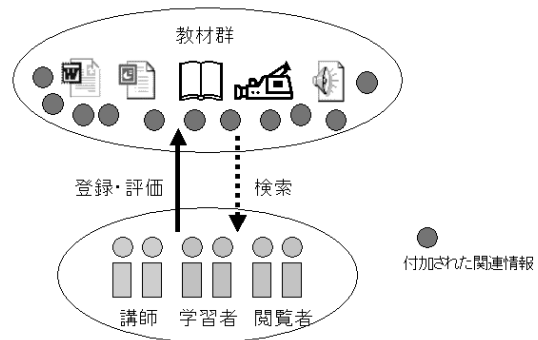 教材群
W
登録・評価
検索
講師 学習者 閲覧者
付加された関連情報